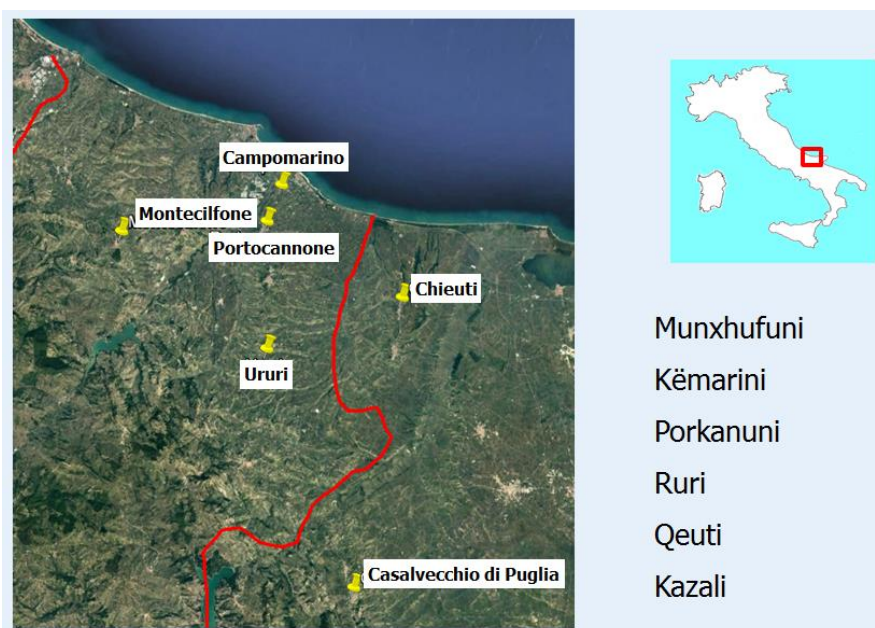 Campomarino
Montecilfone
Portocannone
Chieuti
Ururi
Casalvecchio di Puglia
Munxhufuni
Këmarini
Porkanuni
Ruri
Qeuti
Kazali